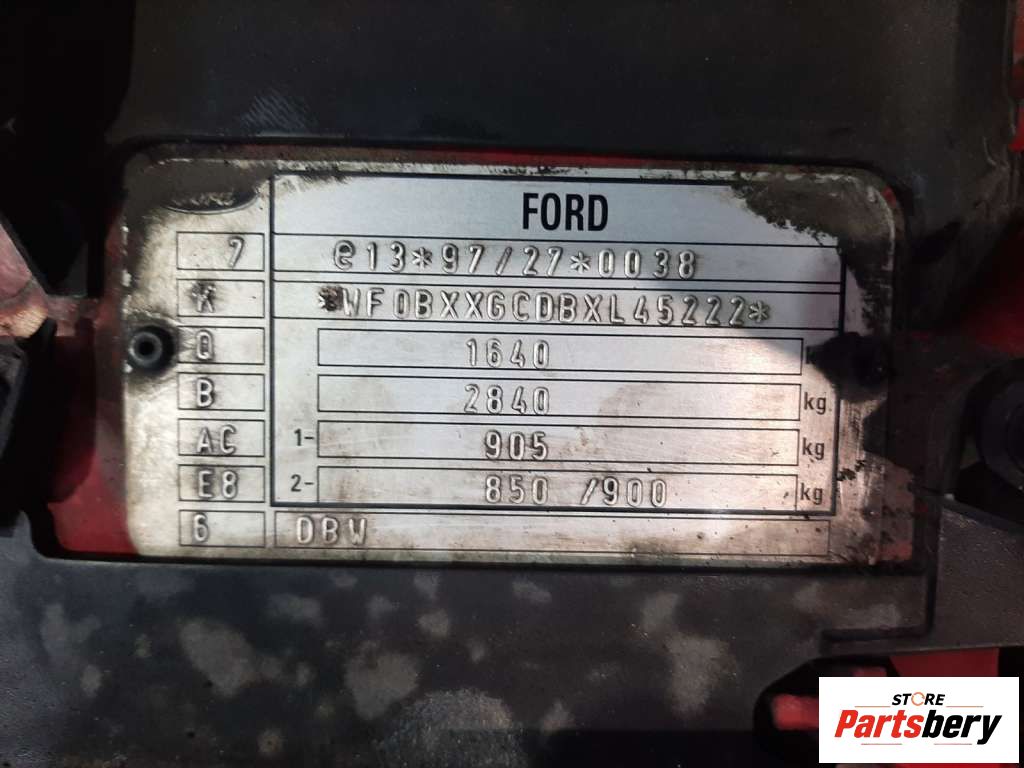 FORD
7 e13*97/27*0038
K *WF0BXXGCDBXL45222*
Q 1640
B 2840 kg
AC 1- 905 kg
E8 2- 850 /900 kg
6 DBW
STORE
Partsbery